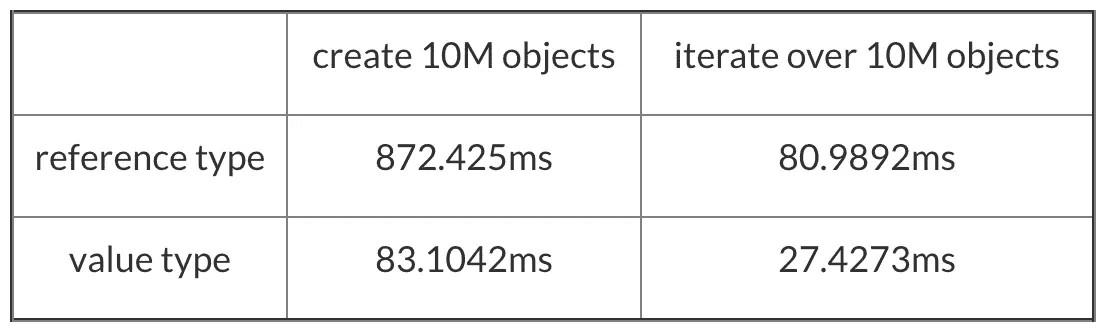 create 10M objects iterate over 10M objects
reference type 872.425ms 80.9892ms
value type 83.1042ms 27.4273ms